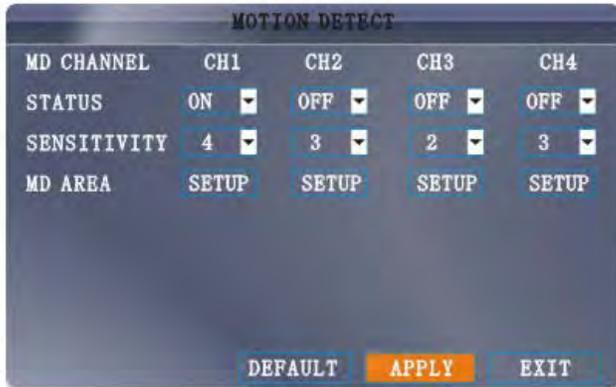 MOTION DETECT
MD CHANNEL CH1 CH2 CH3 CH4
STATUS ON OFF OFF OFF
SENSITIVITY 4 3 2 3
MD AREA SETUP SETUP SETUP SETUP
DEFAULT APPLY EXIT